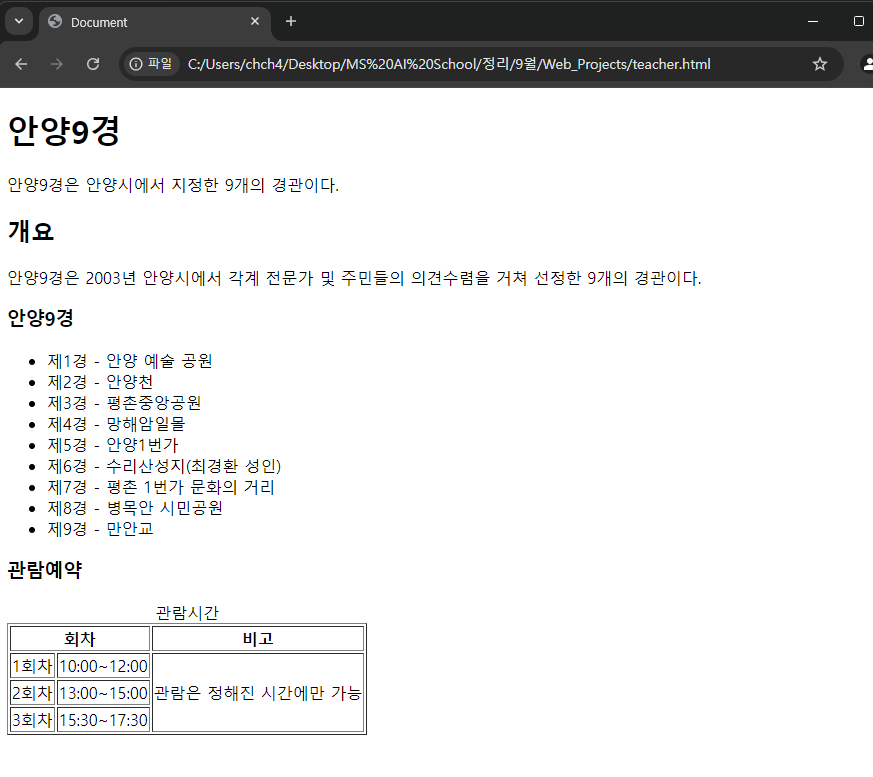 Document
파일
C:/Users/chch4/Desktop/MS%20AI%20School/정리/9월/Web_Projects/teacher.html
안양9경
안양9경은 안양시에서 지정한 9개의 경관이다.
개요
안양9경은 2003년 안양시에서 각계 전문가 및 주민들의 의견수렴을 거쳐 선정한 9개의 경관이다.
안양9경
제1경 - 안양 예술 공원
제2경 - 안양천
제3경 - 평촌중앙공원
제4경 - 망해암일몰
제5경 - 안양1번가
제6경 - 수리산성지(최경환 성인)
제7경 - 평촌 1번가 문화의 거리
제8경 - 병목안 시민공원
제9경 - 만안교
관람예약
관람시간
회차 비고
1회차 10:00~12:00
2회차 13:00~15:00 관람은 정해진 시간에만 가능
3회차 15:30~17:30